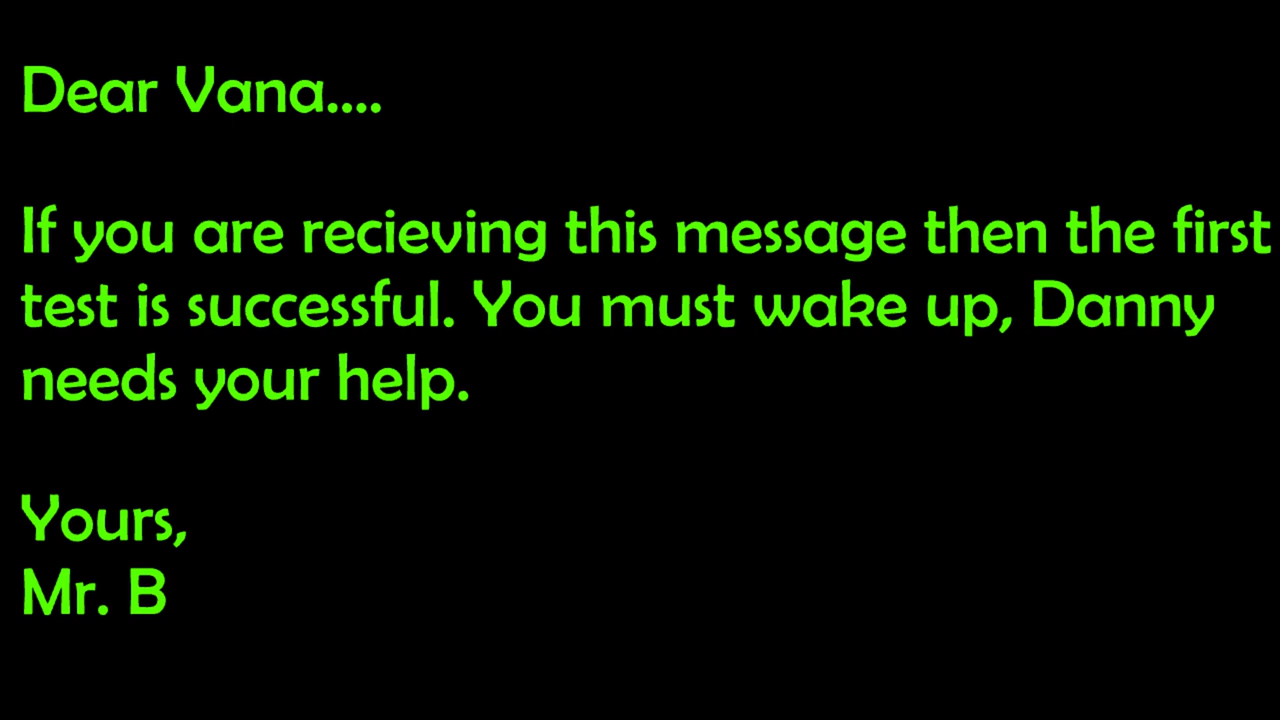 Dear Vana....
If you are recieving this message then the first
test is successful. You must wake up, Danny
needs your help.
Yours,
Mr. B